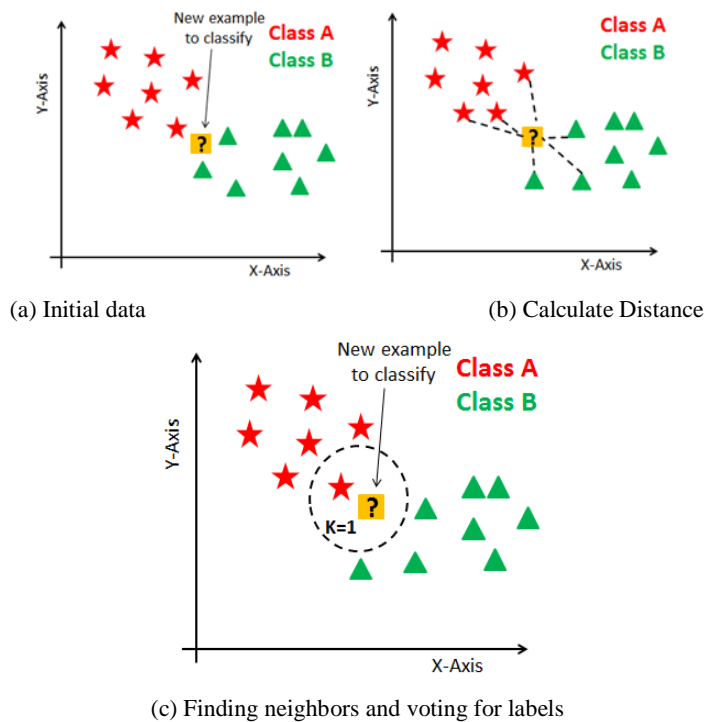 New example
to classify
Class A
Class B
Y-Axis
?
X-Axis
(a) Initial data
Class A
Class B
Y-Axis
?
X-Axis
(b) Calculate Distance
New example
to classify
Class A
Class B
Y-Axis
?
K=1
X-Axis
(c) Finding neighbors and voting for labels